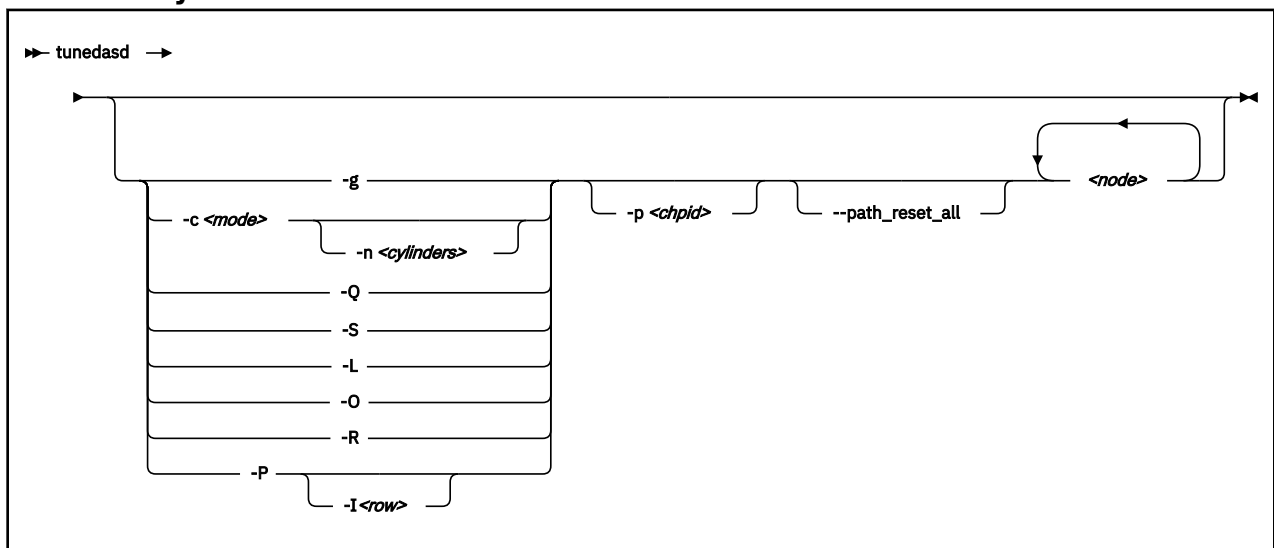 tunedasd
<node>
-g
-c <mode>
-p <chpid>
--path_reset_all
-n <cylinders>
-Q
-S
-L
-O
-R
-P
-I<row>